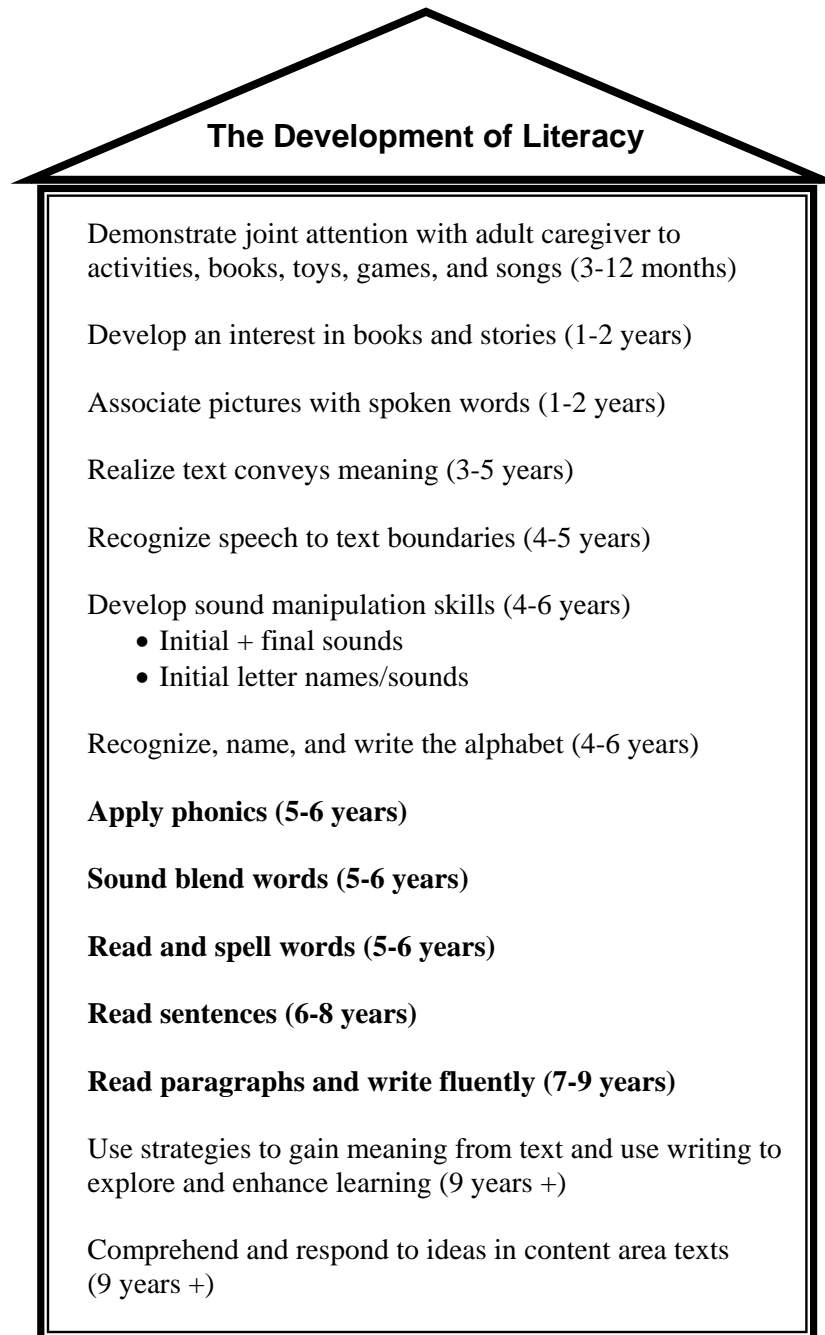 The Development of Literacy
Demonstrate joint attention with adult caregiver to
activities, books, toys, games, and songs (3-12 months)
Develop an interest in books and stories (1-2 years)
Associate pictures with spoken words (1-2 years)
Realize text conveys meaning (3-5 years)
Recognize speech to text boundaries (4-5 years)
Develop sound manipulation skills (4-6 years)
• Initial + final sounds
• Initial letter names/sounds
Recognize, name, and write the alphabet (4-6 years)
Apply phonics (5-6 years)
Sound blend words (5-6 years)
Read and spell words (5-6 years)
Read sentences (6-8 years)
Read paragraphs and write fluently (7-9 years)
Use strategies to gain meaning from text and use writing to
explore and enhance learning (9 years +)
Comprehend and respond to ideas in content area texts
(9 years +)